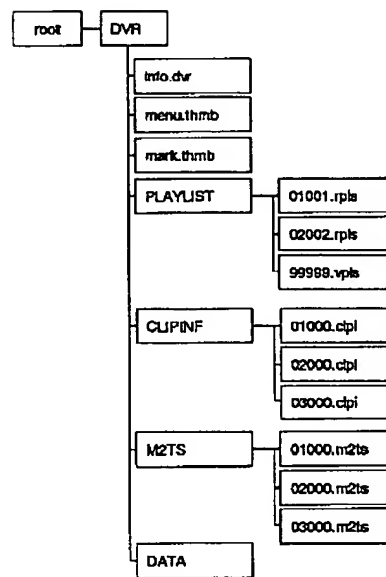 root DVR
info.dvr
menu.thmb
mark.thmb
PLAYLIST 01001.rpls
02002.rpls
99999.vpls
CLIPINF 01000.clpi
02000.clpi
03000.clpi
M2TS 01000.m2ts
02000.m2ts
03000.m2ts
DATA